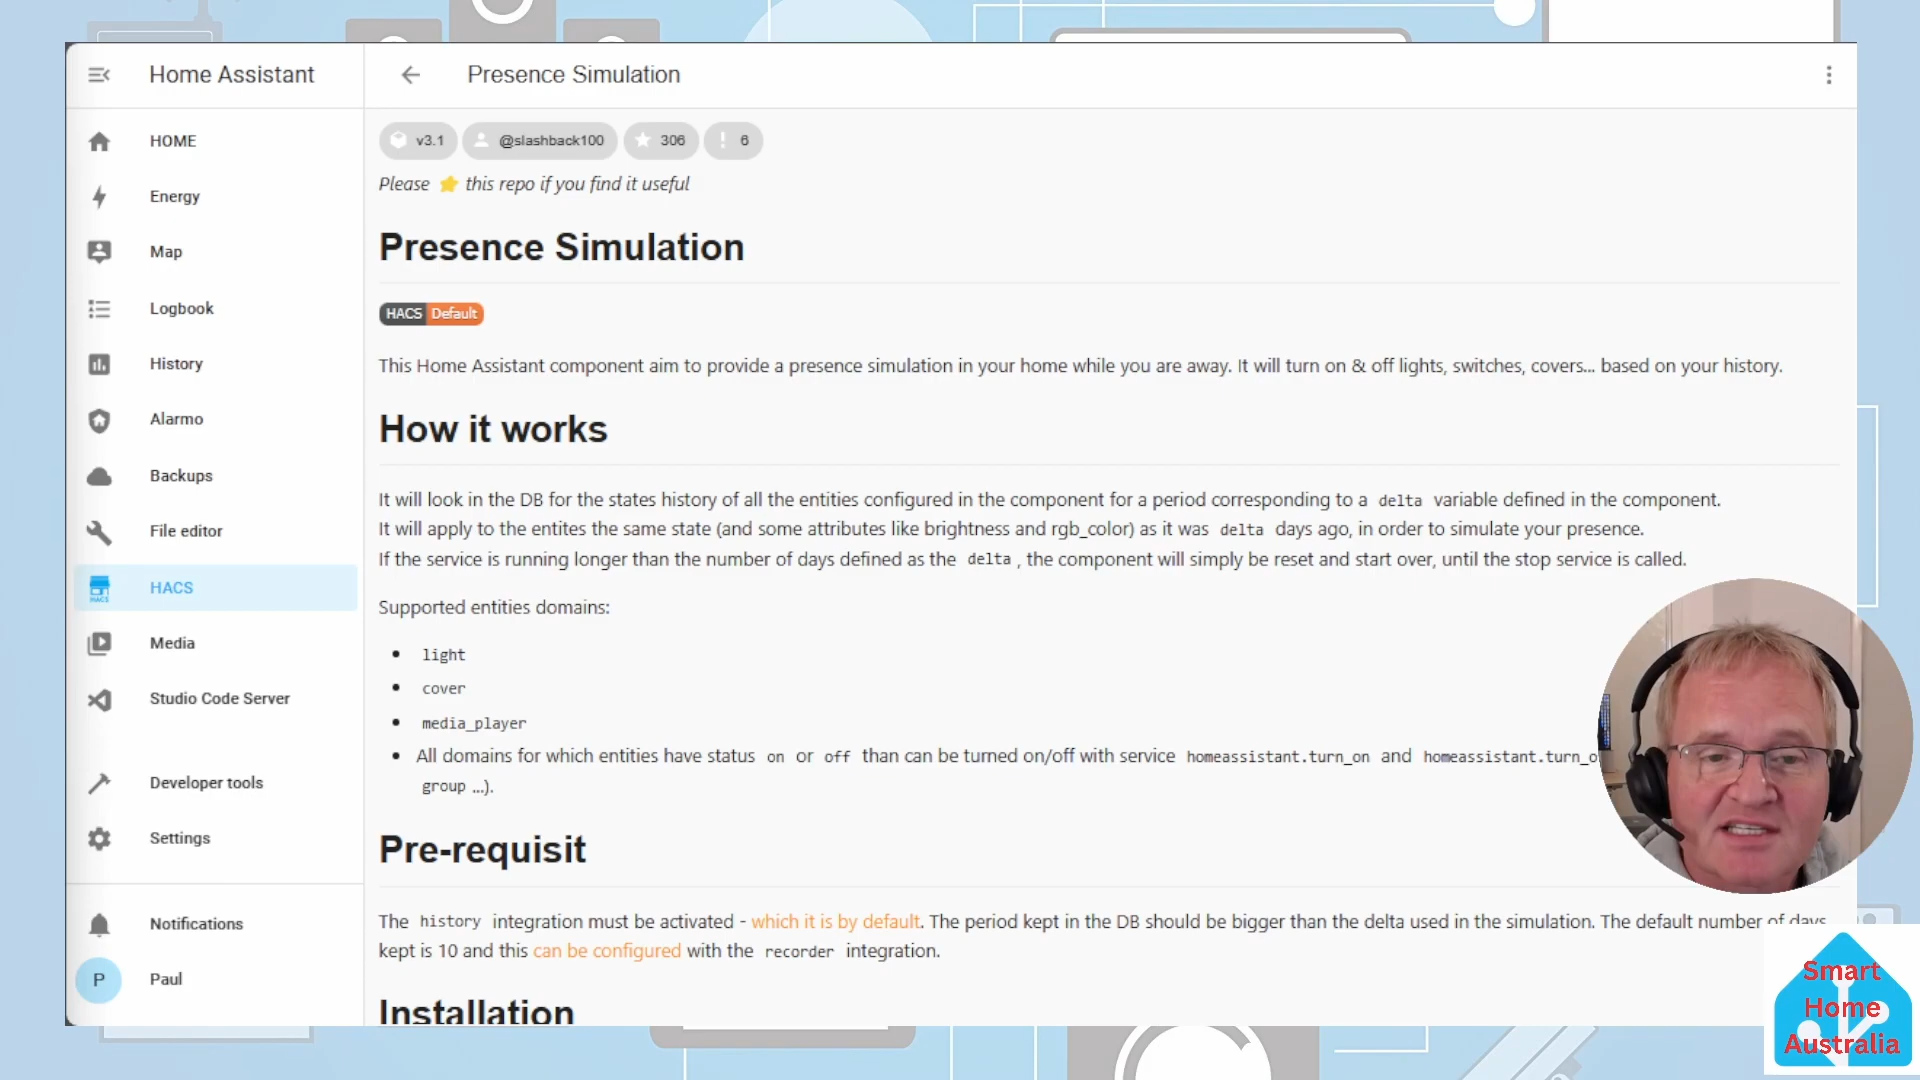 Home Assistant
Presence Simulation
HOME
Energy
Map
Logbook
History
Alarmo
Backups
File editor
HACS
HACS
Media
Studio Code Server
Developer tools
Settings
Notifications
P
Paul
v3.1
@slashback100
306
6
Please ⭐ this repo if you find it useful
Presence Simulation
HACS Default
This Home Assistant component aim to provide a presence simulation in your home while you are away. It will turn on & off lights, switches, covers... based on your history.
How it works
It will look in the DB for the states history of all the entities configured in the component for a period corresponding to a delta variable defined in the component.
It will apply to the entites the same state (and some attributes like brightness and rgb_color) as it was delta days ago, in order to simulate your presence.
If the service is running longer than the number of days defined as the delta , the component will simply be reset and start over, until the stop service is called.
Supported entities domains:
light
cover
media_player
All domains for which entities have status on or off than can be turned on/off with service homeassistant.turn_on and
group ...).
Pre-requisit
The history integration must be activated - which it is by default. The period kept in the DB should be bigger than the delta used in the simulation. The default number of days
kept is 10 and this can be configured with the recorder integration.
Installation
Smart
Home
Australia